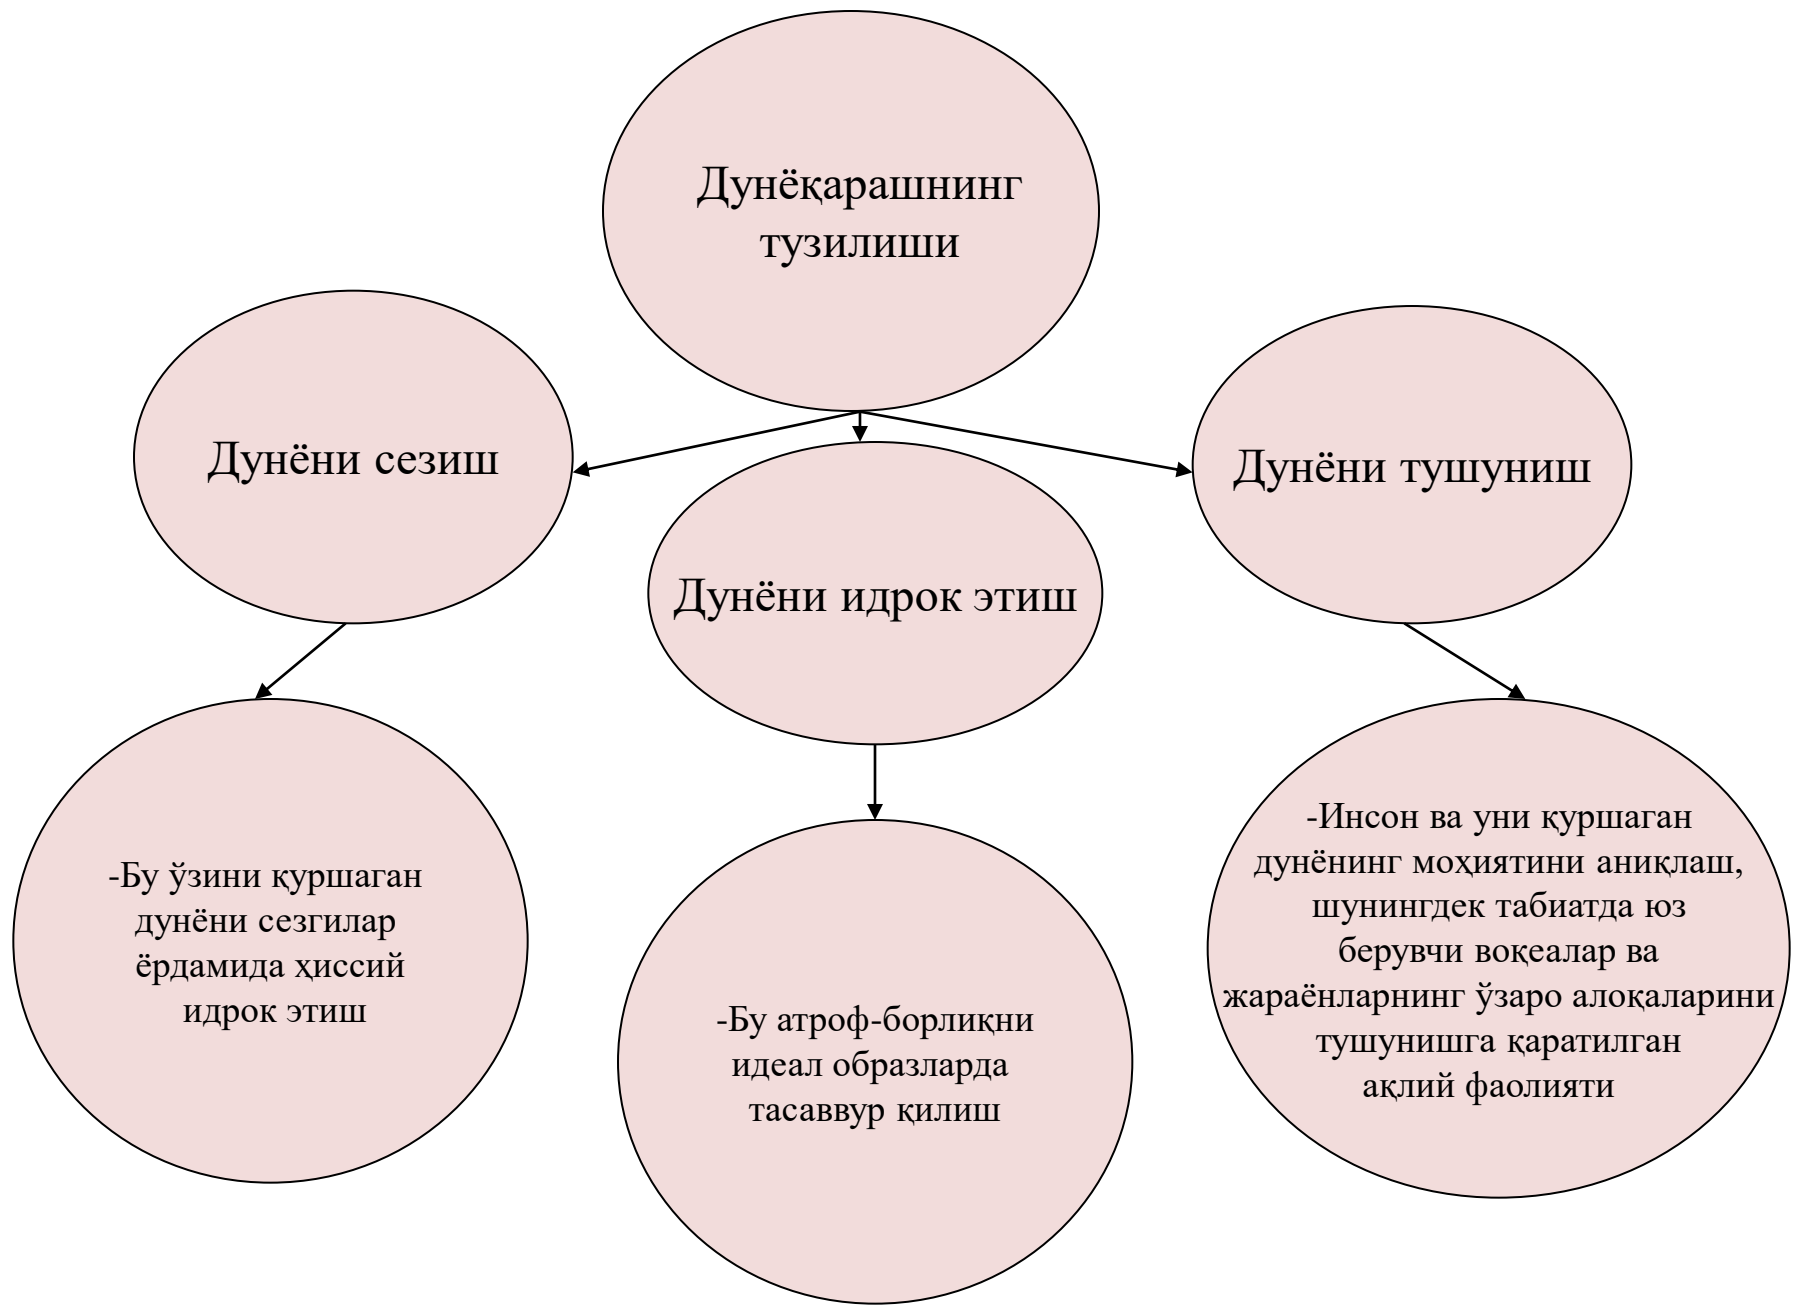 Дунёқарашнинг
тузилиши
Дунёни сезиш
Дунёни идрок этиш
Дунёни тушуниш
-Бу ўзини қуршаган
дунёни сезгилар
ёрдамида ҳиссий
идрок этиш
-Бу атроф-борлиқни
идеал образларда
тасаввур қилиш
-Инсон ва уни қуршаган
дунёнинг моҳиятини аниқлаш,
шунингдек табиатда юз
берувчи воқеалар ва
жараёнларнинг ўзаро алоқаларини
тушунишга қаратилган
ақлий фаолияти